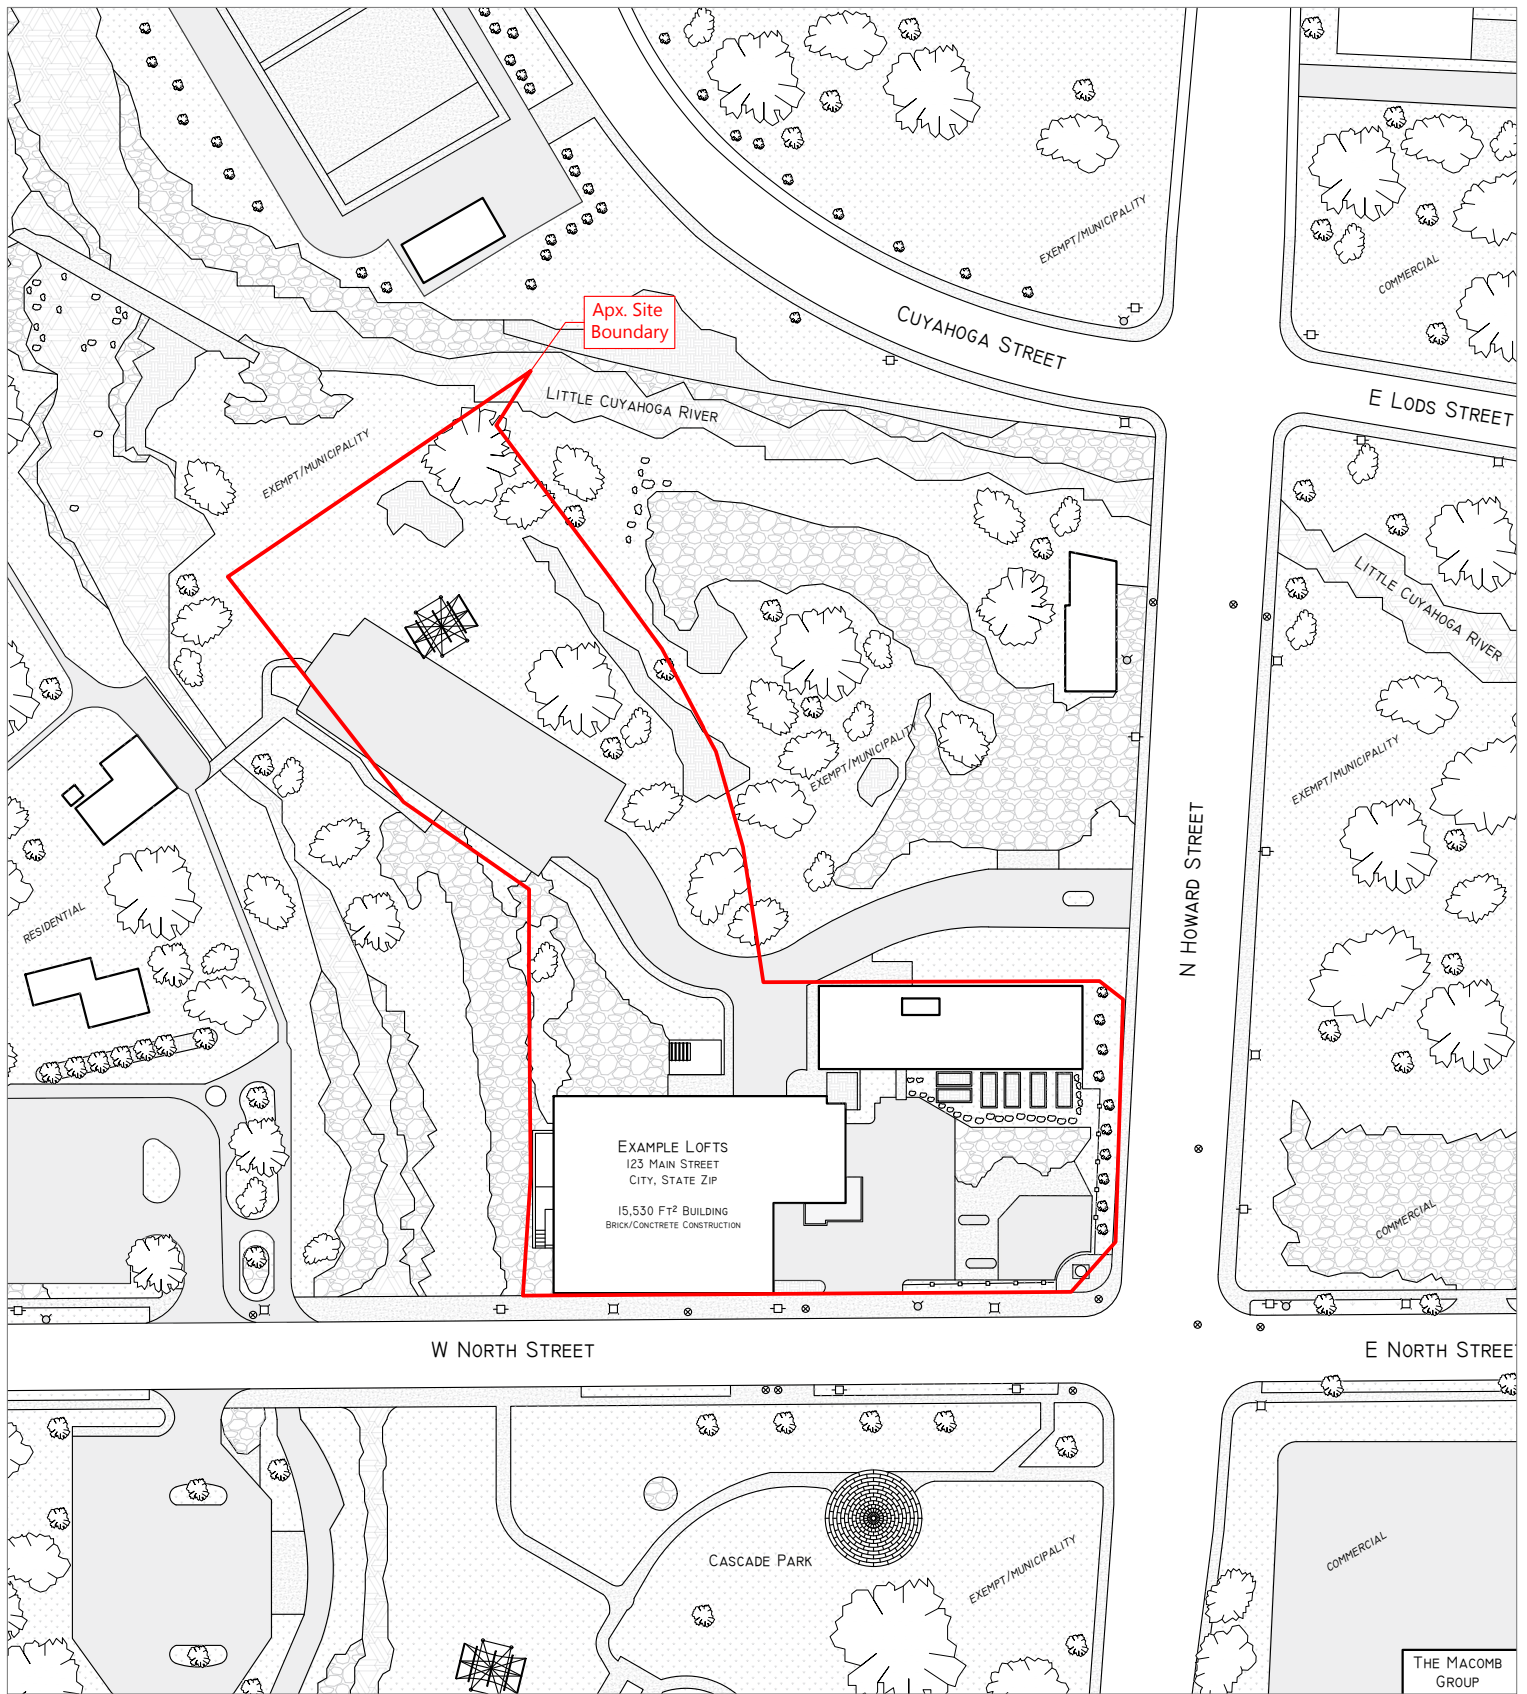 EXEMPT/MUNICIPALITY
COMMERCIAL
Apx. Site
Boundary
CUYAHOGA STREET
LITTLE CUYAHOGA RIVER
E LODS STREET
EXEMPT/MUNICIPALITY
LITTLE CUYAHOGA RIVER
EXEMPT/MUNICIPALITY
EXEMPT/MUNICIPALITY
N HOWARD STREET
RESIDENTIAL
EXAMPLE LOFTS
123 MAIN STREET
CITY, STATE ZIP
15,530 FT² BUILDING
BRICK/CONCTRETE CONSTRUCTION
COMMERCIAL
W NORTH STREET
E NORTH STREE
CASCADE PARK
EXEMPT/MUNICIPALITY
COMMERCIAL
THE MACOMB
GROUP